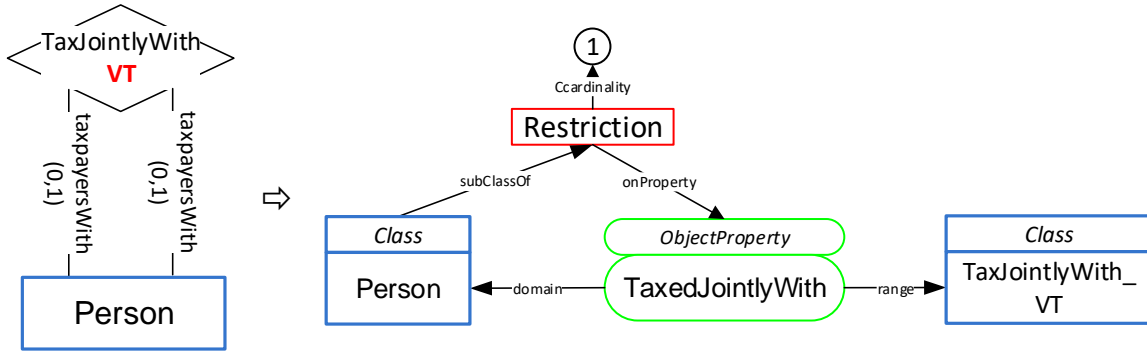 TaxJointlyWith
VT
taxpayersWith
(0,1)
taxpayersWith
(0,1)
Person
⇨
1
Ccardinality
Restriction
subClassOf
onProperty
Class
Person
domain
ObjectProperty
TaxedJointlyWith
range
Class
TaxJointlyWith_
VT